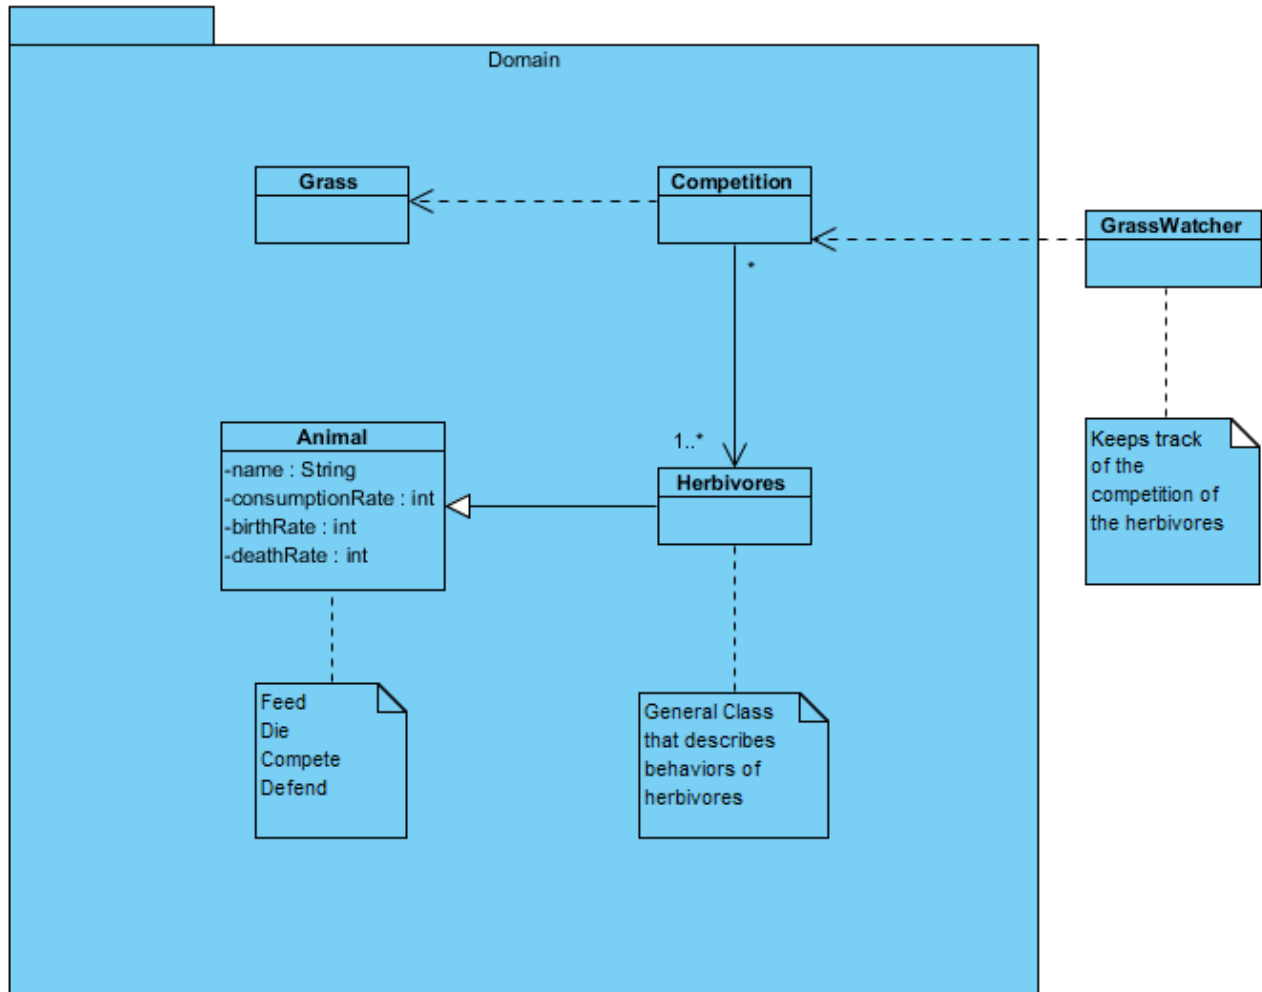 Domain
Grass
Competition
GrassWatcher
*
1..*
Animal
-name : String
-consumptionRate : int
-birthRate : int
-deathRate : int
Herbivores
Keeps track
of the
competition of
the herbivores
Feed
Die
Compete
Defend
General Class
that describes
behaviors of
herbivores